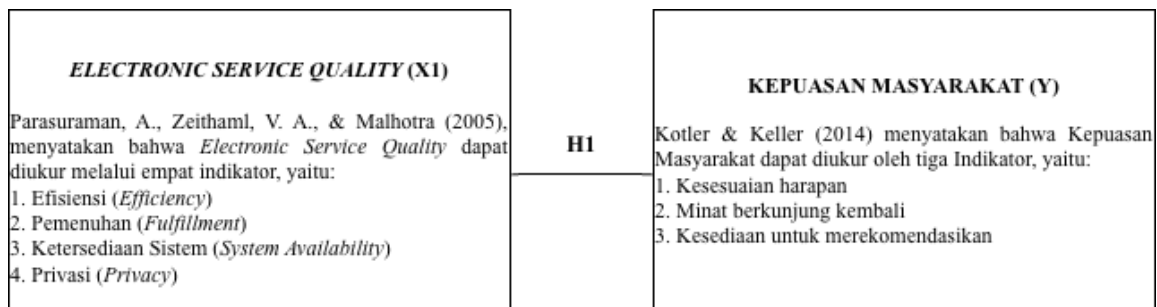 ELECTRONIC SERVICE QUALITY (X1)
Parasuraman, A., Zeithaml, V. A., & Malhotra (2005),
menyatakan bahwa Electronic Service Quality dapat
diukur melalui empat indikator, yaitu:
1. Efisiensi (Efficiency)
2. Pemenuhan (Fulfillment)
3. Ketersediaan Sistem (System Availability)
4. Privasi (Privacy)
H1
KEPUASAN MASYARAKAT (Y)
Kotler & Keller (2014) menyatakan bahwa Kepuasan
Masyarakat dapat diukur oleh tiga Indikator, yaitu:
1. Kesesuaian harapan
2. Minat berkunjung kembali
3. Kesediaan untuk merekomendasikan